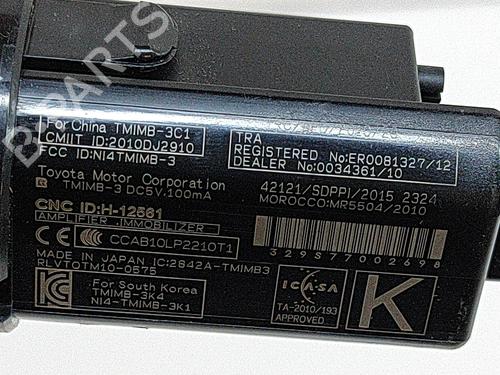 B-PARTS
For China TMIMB-3C1
CMIIT ID:2010DJ2910
FCC ID:NI4TMIMB-3
TRA
REGISTERED No:ER0081327/12
DEALER No:0034361/10
Toyota Motor Corporation
TMIMB-3 DC5V.100mA
42121/SDPPI/2015 2324
MOROCCO:MR5504/2010
CNC ID:H-12561
AMPLIFIER IMMOBILIZER
CCAB10LP2210T1
329S77002698
MADE IN JAPAN IC:2642A-TMIMB3
RLVTOTM10-0575
For South Korea
TMIMB-3K4
NI4-TMIMB-3K1
ICASA
TA-2010/193
APPROVED
K